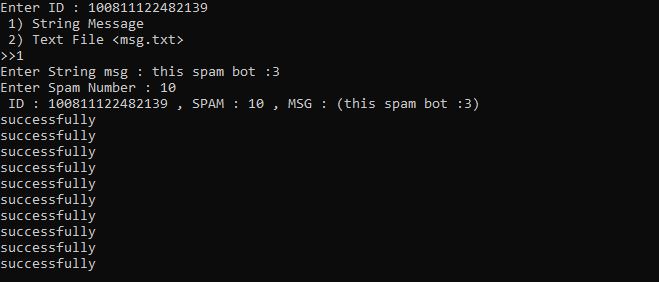 Enter ID : 100811122482139
 1) String Message
 2) Text File <msg.txt>
>>1
Enter String msg : this spam bot :3
Enter Spam Number : 10
 ID : 100811122482139 , SPAM : 10 , MSG : (this spam bot :3)
successfully
successfully
successfully
successfully
successfully
successfully
successfully
successfully
successfully
successfully